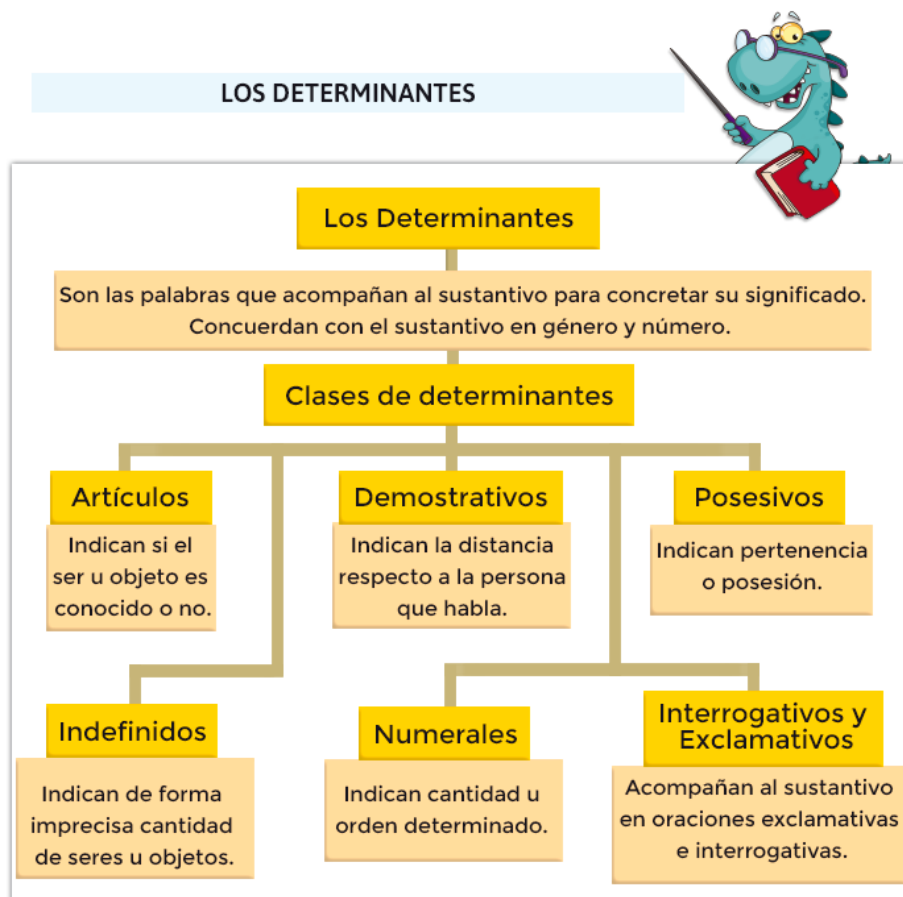 LOS DETERMINANTES
Los Determinantes
Son las palabras que acompañan al sustantivo para concretar su significado.
Concuerdan con el sustantivo en género y número.
Clases de determinantes
Artículos
Indican si el
ser u objeto es
conocido o no.
Demostrativos
Indican la distancia
respecto a la persona
que habla.
Posesivos
Indican pertenencia
o posesión.
Indefinidos
Indican de forma
imprecisa cantidad
de seres u objetos.
Numerales
Indican cantidad u
orden determinado.
Interrogativos y
Exclamativos
Acompañan al sustantivo
en oraciones exclamativas
e interrogativas.